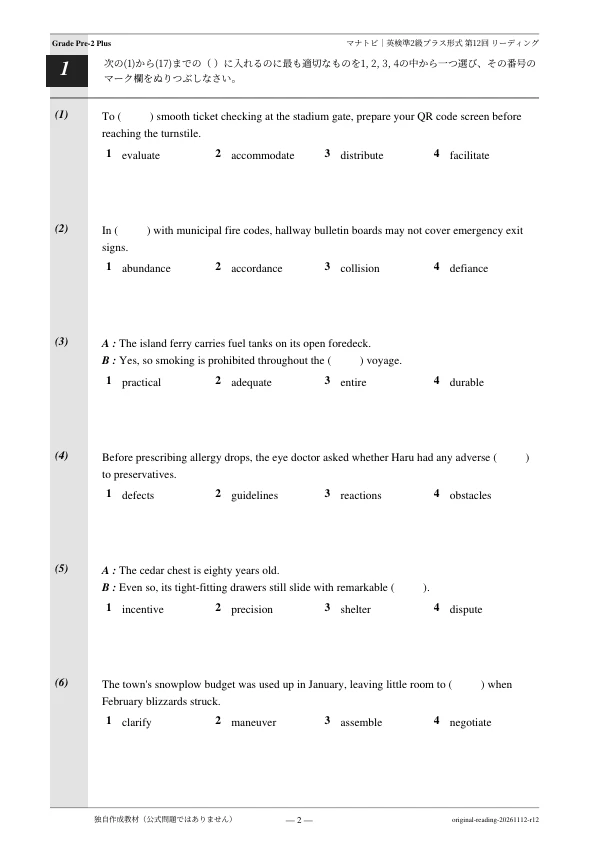 Grade Pre-2 Plus
マナトビ｜英検準2級プラス形式 第12回 リーディング
1
次の(1)から(17)までの（ ）に入れるのに最も適切なものを1, 2, 3, 4の中から一つ選び、その番号の
マーク欄をぬりつぶしなさい。
(1)
To (          ) smooth ticket checking at the stadium gate, prepare your QR code screen before
reaching the turnstile.
1 evaluate 2 accommodate 3 distribute 4 facilitate
(2)
In (          ) with municipal fire codes, hallway bulletin boards may not cover emergency exit
signs.
1 abundance 2 accordance 3 collision 4 defiance
(3)
A : The island ferry carries fuel tanks on its open foredeck.
B : Yes, so smoking is prohibited throughout the (          ) voyage.
1 practical 2 adequate 3 entire 4 durable
(4)
Before prescribing allergy drops, the eye doctor asked whether Haru had any adverse (          )
to preservatives.
1 defects 2 guidelines 3 reactions 4 obstacles
(5)
A : The cedar chest is eighty years old.
B : Even so, its tight-fitting drawers still slide with remarkable (          ).
1 incentive 2 precision 3 shelter 4 dispute
(6)
The town's snowplow budget was used up in January, leaving little room to (          ) when
February blizzards struck.
1 clarify 2 maneuver 3 assemble 4 negotiate
独自作成教材（公式問題ではありません）
— 2 —
original-reading-20261112-r12